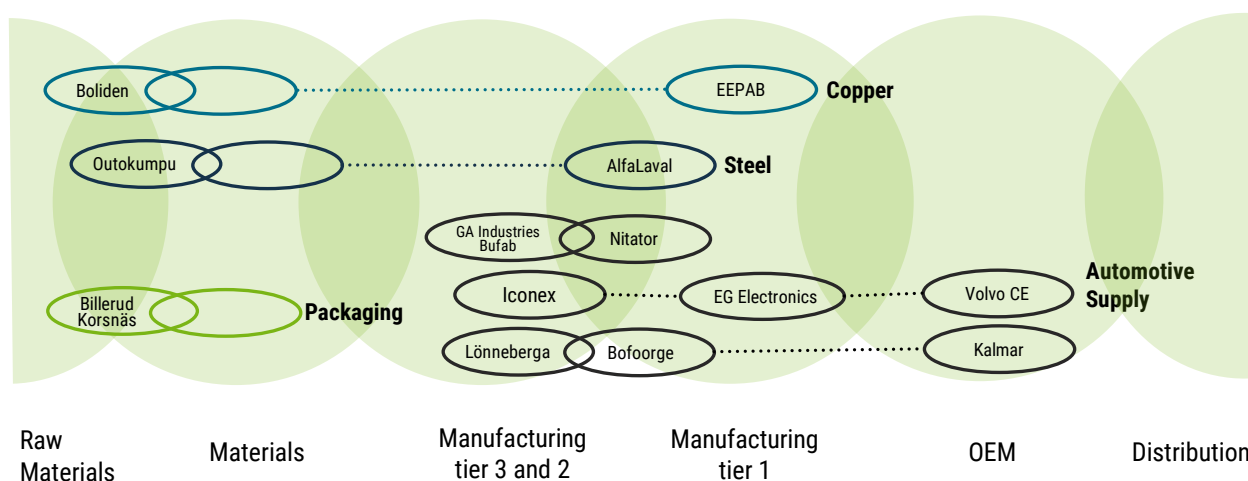 Boliden
EEPAB
Copper
Outokumpu
AlfaLaval
Steel
GA Industries
Bufab
Nitator
Billerud
Korsnäs
Packaging
Iconex
EG Electronics
Volvo CE
Automotive
Supply
Lönneberga
Bofoorge
Kalmar
Raw
Materials
Materials
Manufacturing
tier 3 and 2
Manufacturing
tier 1
OEM
Distribution